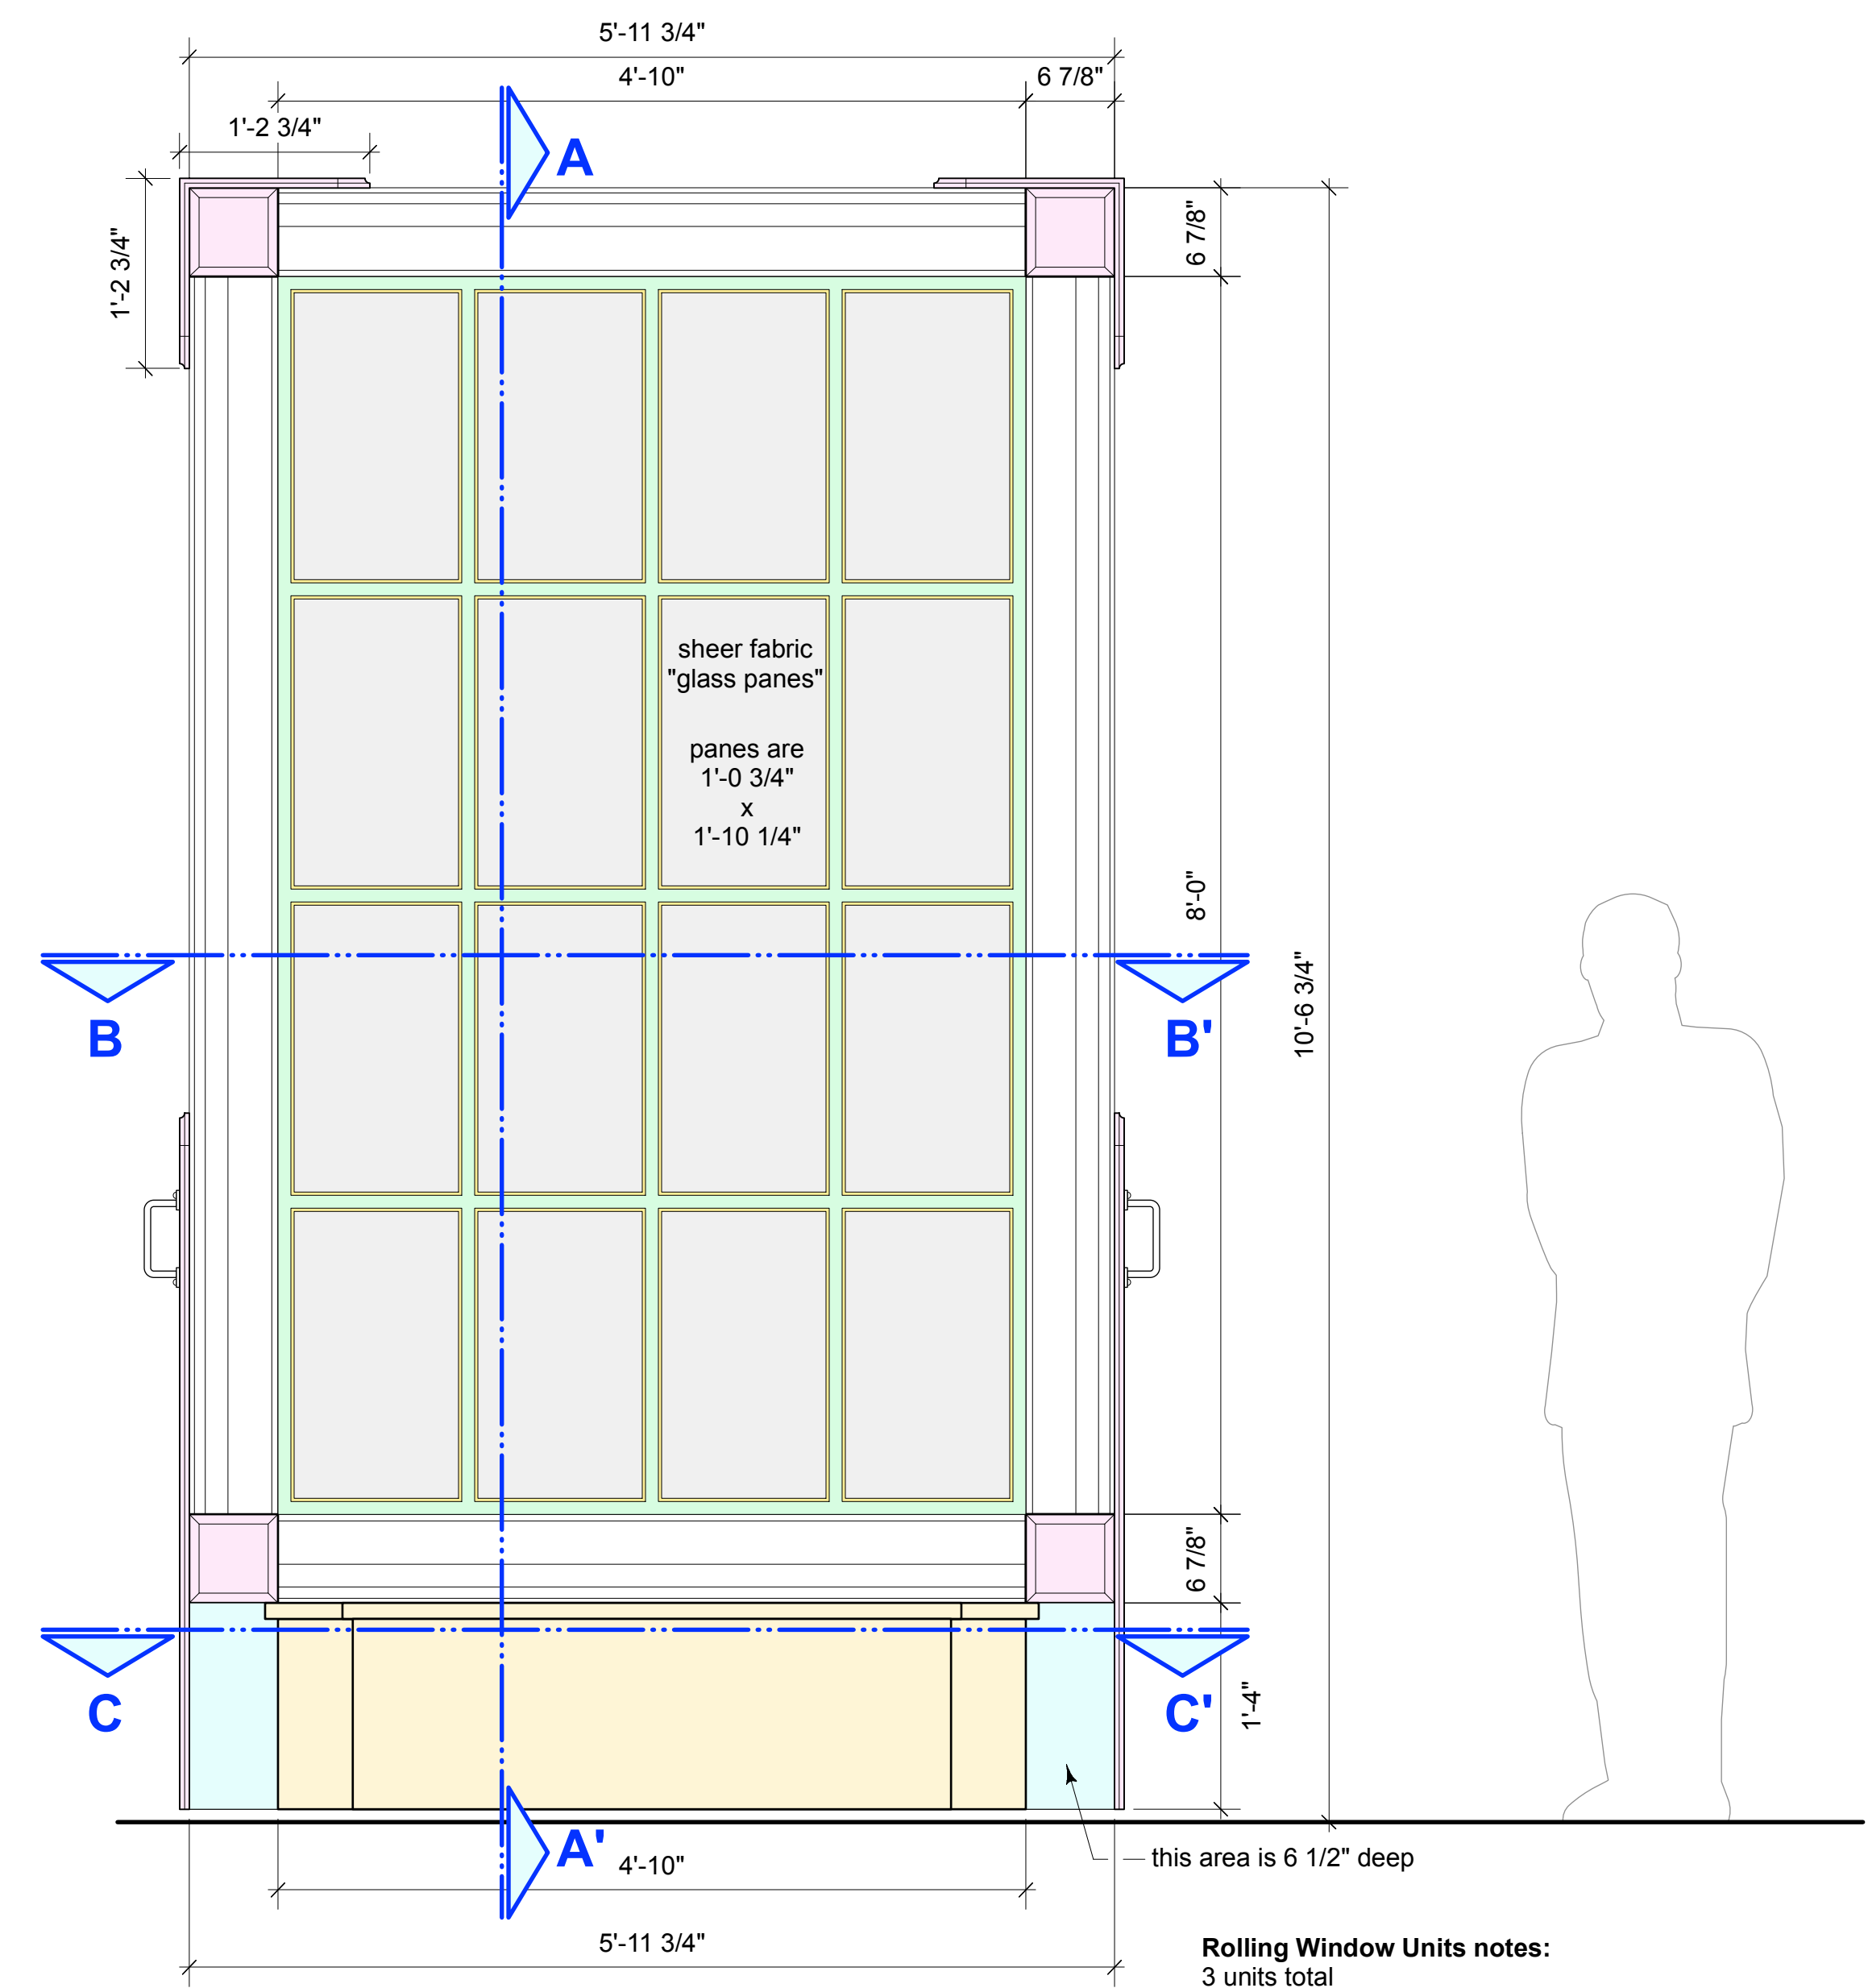 5'-11 3/4"
4'-10"
6 7/8"
1'-2 3/4"
A
1'-2 3/4"
6 7/8"
sheer fabric
"glass panes"
panes are
1'-0 3/4"
x
1'-10 1/4"
8'-0"
10'-6 3/4"
B
B'
6 7/8"
C
C'
1'-4"
A'
this area is 6 1/2" deep
4'-10"
5'-11 3/4"
Rolling Window Units notes:
3 units total